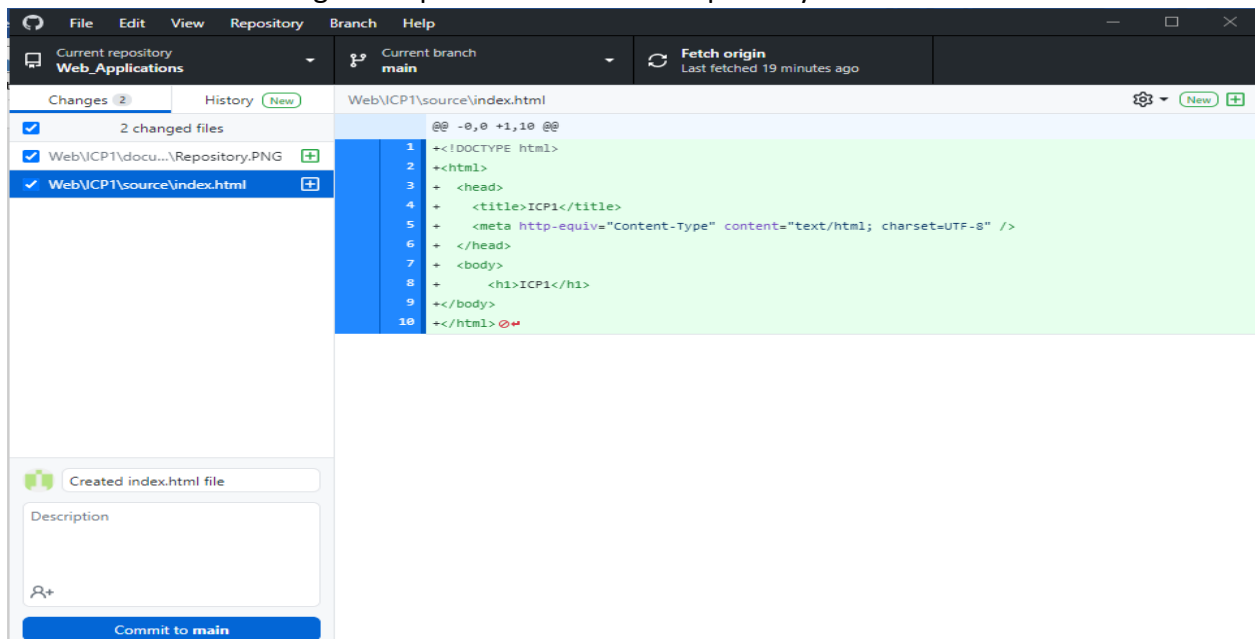 File Edit View Repository Branch Help
Current repository
Web_Applications
Current branch
main
Fetch origin
Last fetched 19 minutes ago
Changes 2
History New
Web\ICP1\source\index.html
New
2 changed files
Web\ICP1\docu...\Repository.PNG
Web\ICP1\source\index.html
@@ -0,0 +1,10 @@
1 +<!DOCTYPE html>
2 +<html>
3 + <head>
4 + <title>ICP1</title>
5 + <meta http-equiv="Content-Type" content="text/html; charset=UTF-8" />
6 + </head>
7 + <body>
8 + <h1>ICP1</h1>
9 +</body>
10 +</html>
Created index.html file
Description
Commit to main